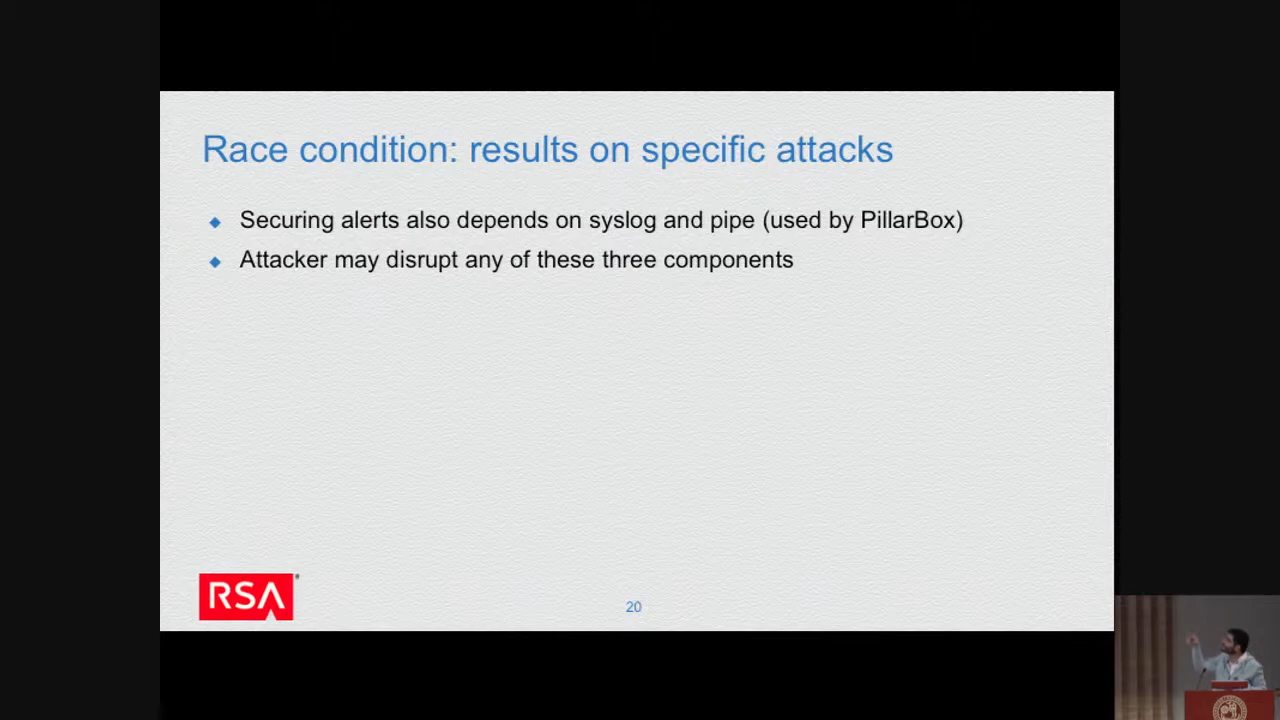 Race condition: results on specific attacks
Securing alerts also depends on syslog and pipe (used by PillarBox)
Attacker may disrupt any of these three components
RSA
20